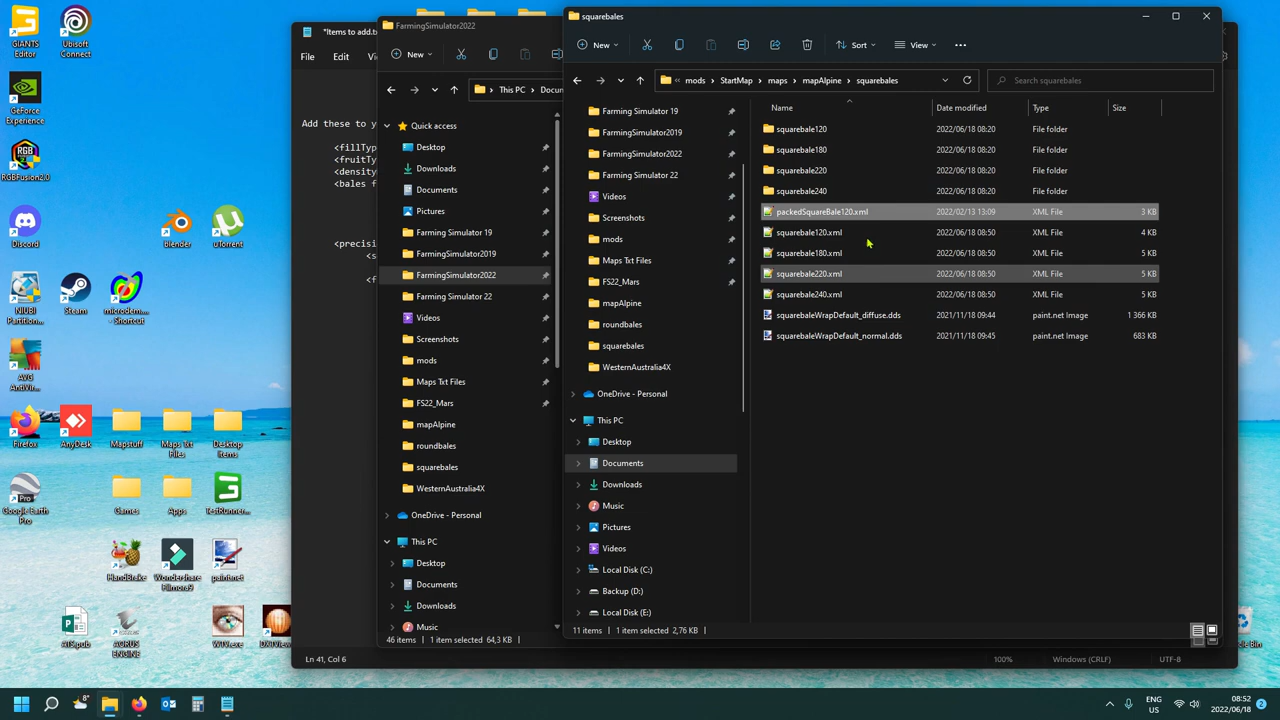 GIANTS
Editor
Ubisoft
Connect
GeForce
Experience
RGBFusion2.0
Discord
blender
uTorrent
NIUBI
Partition...
Steam
microdem...
- Shortcut
AVG
AntiVir...
Firefox
AnyDesk
Mapstuff
Maps Txt
Files
Desktop
Items
Google Earth
Pro
Games
Apps
TestRunner...
HandBrake
Wondershare
Filmora9
paint.net
ATS.pub
AORUS
ENGINE
WTV.exe
DXTView...
*Items to add.tx
File
Edit
Add these to y
<fillTyp
<fruitTy
<density
<bales f
<precisi
<s
<f
Ln 41, Col 6
100%
Windows (CRLF)
UTF-8
FarmingSimulator2022
New
This PC
Docum
Quick access
Desktop
Downloads
Documents
Pictures
Farming Simulator 19
FarmingSimulator2019
FarmingSimulator2022
Farming Simulator 22
Videos
Screenshots
mods
Maps Txt Files
FS22_Mars
mapAlpine
roundbales
squarebales
WesternAustralia4X
OneDrive - Personal
This PC
Desktop
Documents
Downloads
Music
46 items
1 item selected 64,3 KB
squarebales
New
Sort
View
mods > StartMap > maps > mapAlpine > squarebales
Search squarebales
Farming Simulator 19
FarmingSimulator2019
FarmingSimulator2022
Farming Simulator 22
Videos
Screenshots
mods
Maps Txt Files
FS22_Mars
mapAlpine
roundbales
squarebales
WesternAustralia4X
OneDrive - Personal
This PC
Desktop
Documents
Downloads
Music
Pictures
Videos
Local Disk (C:)
Backup (D:)
Local Disk (E:)
Name Date modified Type Size
squarebale120 2022/06/18 08:20 File folder
squarebale180 2022/06/18 08:20 File folder
squarebale220 2022/06/18 08:20 File folder
squarebale240 2022/06/18 08:20 File folder
packedSquareBale120.xml 2022/02/13 13:09 XML File 3 KB
squarebale120.xml 2022/06/18 08:50 XML File 4 KB
squarebale180.xml 2022/06/18 08:50 XML File 5 KB
squarebale220.xml 2022/06/18 08:50 XML File 5 KB
squarebale240.xml 2022/06/18 08:50 XML File 5 KB
squarebaleWrapDefault_diffuse.dds 2021/11/18 09:44 paint.net Image 1 366 KB
squarebaleWrapDefault_normal.dds 2021/11/18 09:45 paint.net Image 683 KB
11 items
1 item selected 2,76 KB
cle Bin
8°
ENG
US
08:52
2022/06/18
2